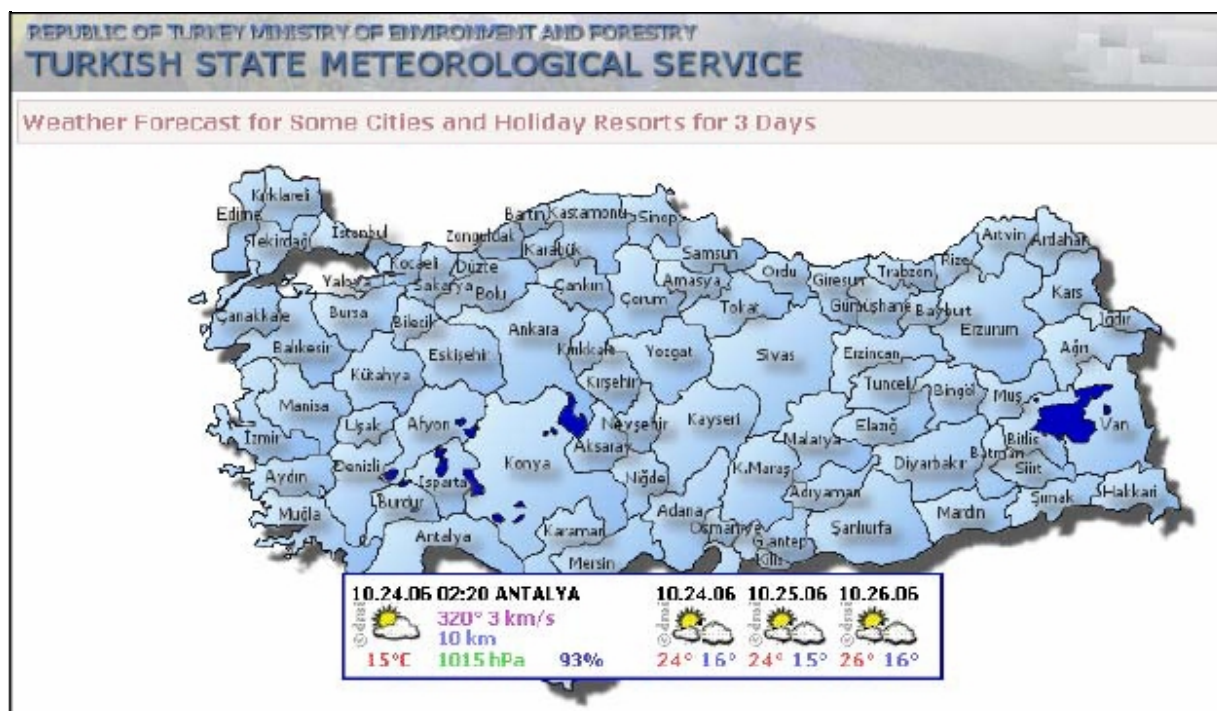 REPUBLIC OF TURKEY MINISTRY OF ENVIRONMENT AND FORESTRY
TURKISH STATE METEOROLOGICAL SERVICE
Weather Forecast for Some Cities and Holiday Resorts for 3 Days
Kırklareli
Edirne
Tekirdağ
İstanbul
Zonguldak
Bartın
Kastamonu
Sinop
Karabük
Samsun
Kocaeli
Düzte
Yalova
Sakarya
Bolu
Çankırı
Çorum
Amasya
Ordu
Giresun
Trabzon
Rize
Artvin
Ardahan
Kars
Çanakkale
Bursa
Bilecik
Ankara
Tokat
Gümüşhane
Bayburt
Erzurum
Iğdır
Balıkesir
Eskişehir
Kırıkkale
Yozgat
Sivas
Erzincan
Ağrı
Kütahya
Kırşehir
Tunceli
Bingöl
Muş
Manisa
Uşak
Afyon
Nevşehir
Kayseri
Malatya
Elazığ
Van
İzmir
Aksaray
Bitlis
Denizli
Konya
Batman
Aydın
Isparta
Niğde
K.Maraş
Diyarbakır
Siirt
Burdur
Adıyaman
Şırnak
Hakkari
Muğla
Antalya
Karaman
Adana
Osmaniye
Giantep
Şanlıurfa
Mardin
Kilis
Mersin
10.24.06 02:20 ANTALYA
320° 3 km/s
10 km
15°C 1015 hPa 93%
10.24.06 10.25.06 10.26.06
24° 16° 24° 15° 26° 16°
©dmi ©dmi ©dmi ©dmi